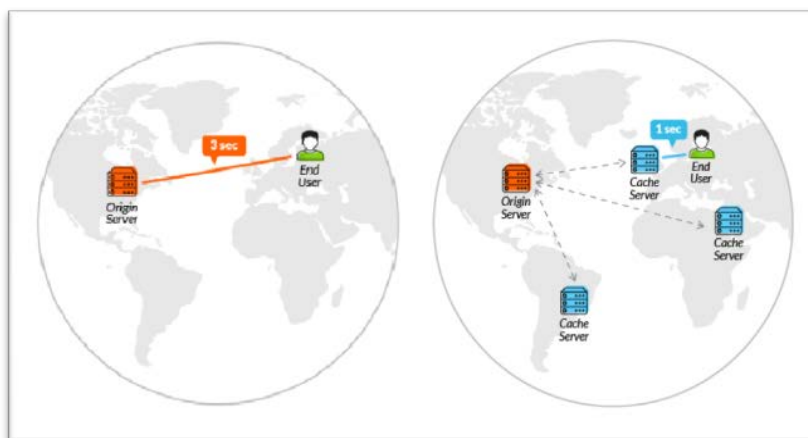 3 sec
End
User
Origin
Server
1 sec
End
User
Cache
Server
Origin
Server
Cache
Server
Cache
Server